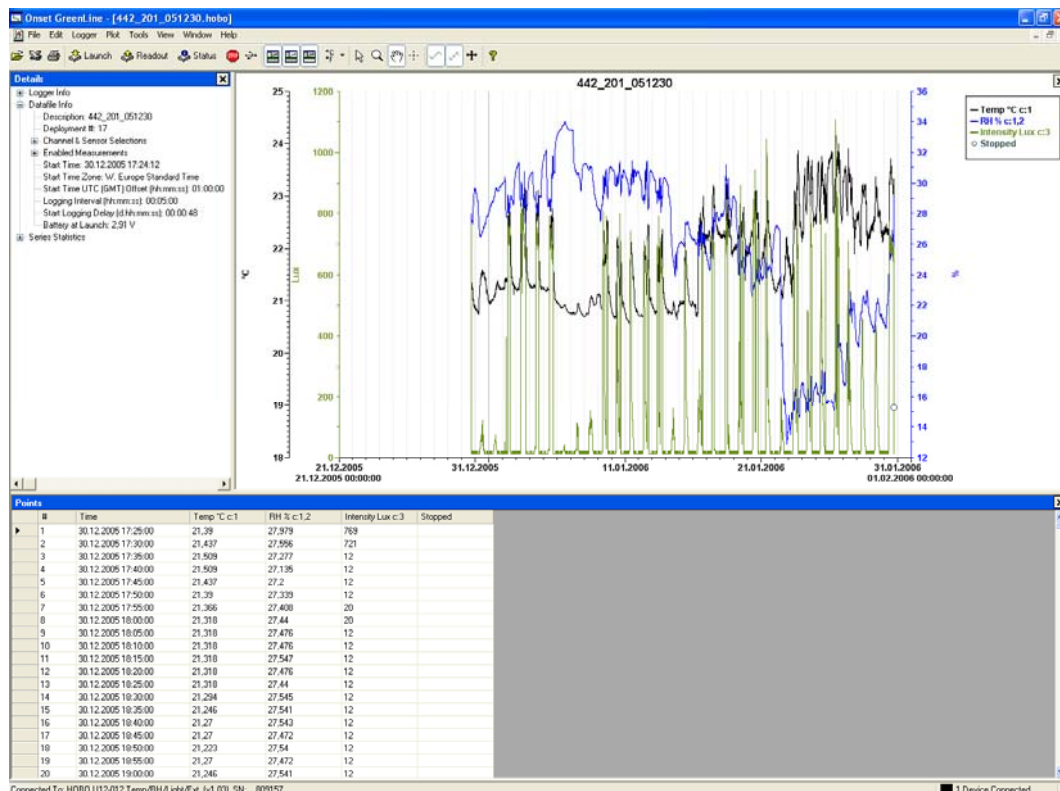 Onset GreenLine - [442_201_051230.hobo]
File Edit Logger Plot Tools View Window Help
Launch Readout Status
Details
Logger Info
Datafile Info
Description: 442_201_051230
Deployment #: 17
Channel & Sensor Selections
Enabled Measurements
Start Time: 30.12.2005 17:24:12
Start Time Zone: W. Europe Standard Time
Start Time UTC (GMT) Offset (hh:mm:ss): 01:00:00
Logging Interval (hh:mm:ss): 00:05:00
Start Logging Delay (d.hh:mm:ss): 00:00:48
Battery at Launch: 2,91 V
Series Statistics
442_201_051230
25 1200 36
34
24 1000 32
30
23 800 28
26
22 600 24
21 400 22
20
18
20 200 16
19 14
18 0 12
°C
Lux
%
Temp °C c:1
RH % c:1,2
Intensity Lux c:3
Stopped
21.12.2005 31.12.2005 11.01.2006 21.01.2006 31.01.2006
21.12.2005 00:00:00 01.02.2006 00:00:00
Points
# Time Temp °C c:1 RH % c:1,2 Intensity Lux c:3 Stopped
1 30.12.2005 17:25:00 21,39 27,979 769
2 30.12.2005 17:30:00 21,437 27,556 721
3 30.12.2005 17:35:00 21,509 27,277 12
4 30.12.2005 17:40:00 21,509 27,135 12
5 30.12.2005 17:45:00 21,437 27,2 12
6 30.12.2005 17:50:00 21,39 27,339 12
7 30.12.2005 17:55:00 21,366 27,408 20
8 30.12.2005 18:00:00 21,318 27,44 20
9 30.12.2005 18:05:00 21,318 27,476 12
10 30.12.2005 18:10:00 21,318 27,476 12
11 30.12.2005 18:15:00 21,318 27,547 12
12 30.12.2005 18:20:00 21,318 27,476 12
13 30.12.2005 18:25:00 21,318 27,44 12
14 30.12.2005 18:30:00 21,294 27,545 12
15 30.12.2005 18:35:00 21,246 27,541 12
16 30.12.2005 18:40:00 21,27 27,543 12
17 30.12.2005 18:45:00 21,27 27,472 12
18 30.12.2005 18:50:00 21,223 27,54 12
19 30.12.2005 18:55:00 21,27 27,472 12
20 30.12.2005 19:00:00 21,246 27,541 12
Connected To: HOBO U12-012 Temp/RH/Light/Ext. (v1.03), SN: 809157 1 Device Connected